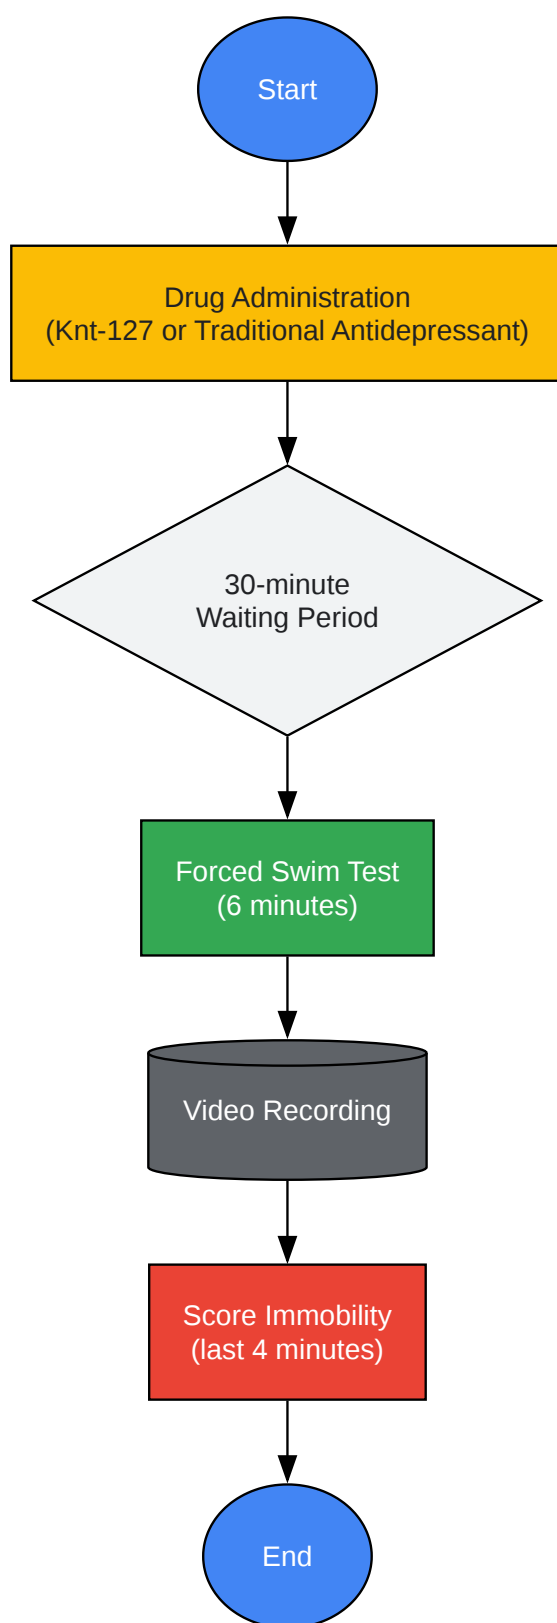 Start
Drug Administration
(Knt-127 or Traditional Antidepressant)
30-minute
Waiting Period
Forced Swim Test
(6 minutes)
Video Recording
Score Immobility
(last 4 minutes)
End